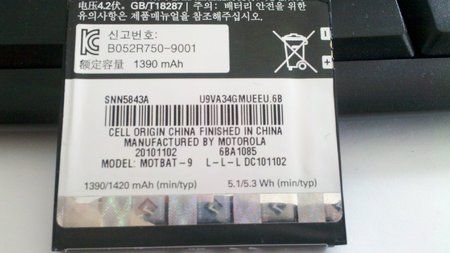 电压4.2伏. GB/T18287 주의: 배터리 안전을 위한
유의사항은 제품메뉴얼을 참조해주십시오.
신고번호:
B052R750-9001
额定容量 1390 mAh
SNN5843A U9VA34GMUEEU.6B
CELL ORIGIN CHINA FINISHED IN CHINA
MANUFACTURED BY MOTOROLA
20101102 6BA1085
MODEL: MOTBAT-9 L-L-L DC101102
1390/1420 mAh (min/typ) 5.1/5.3 Wh (min/typ)